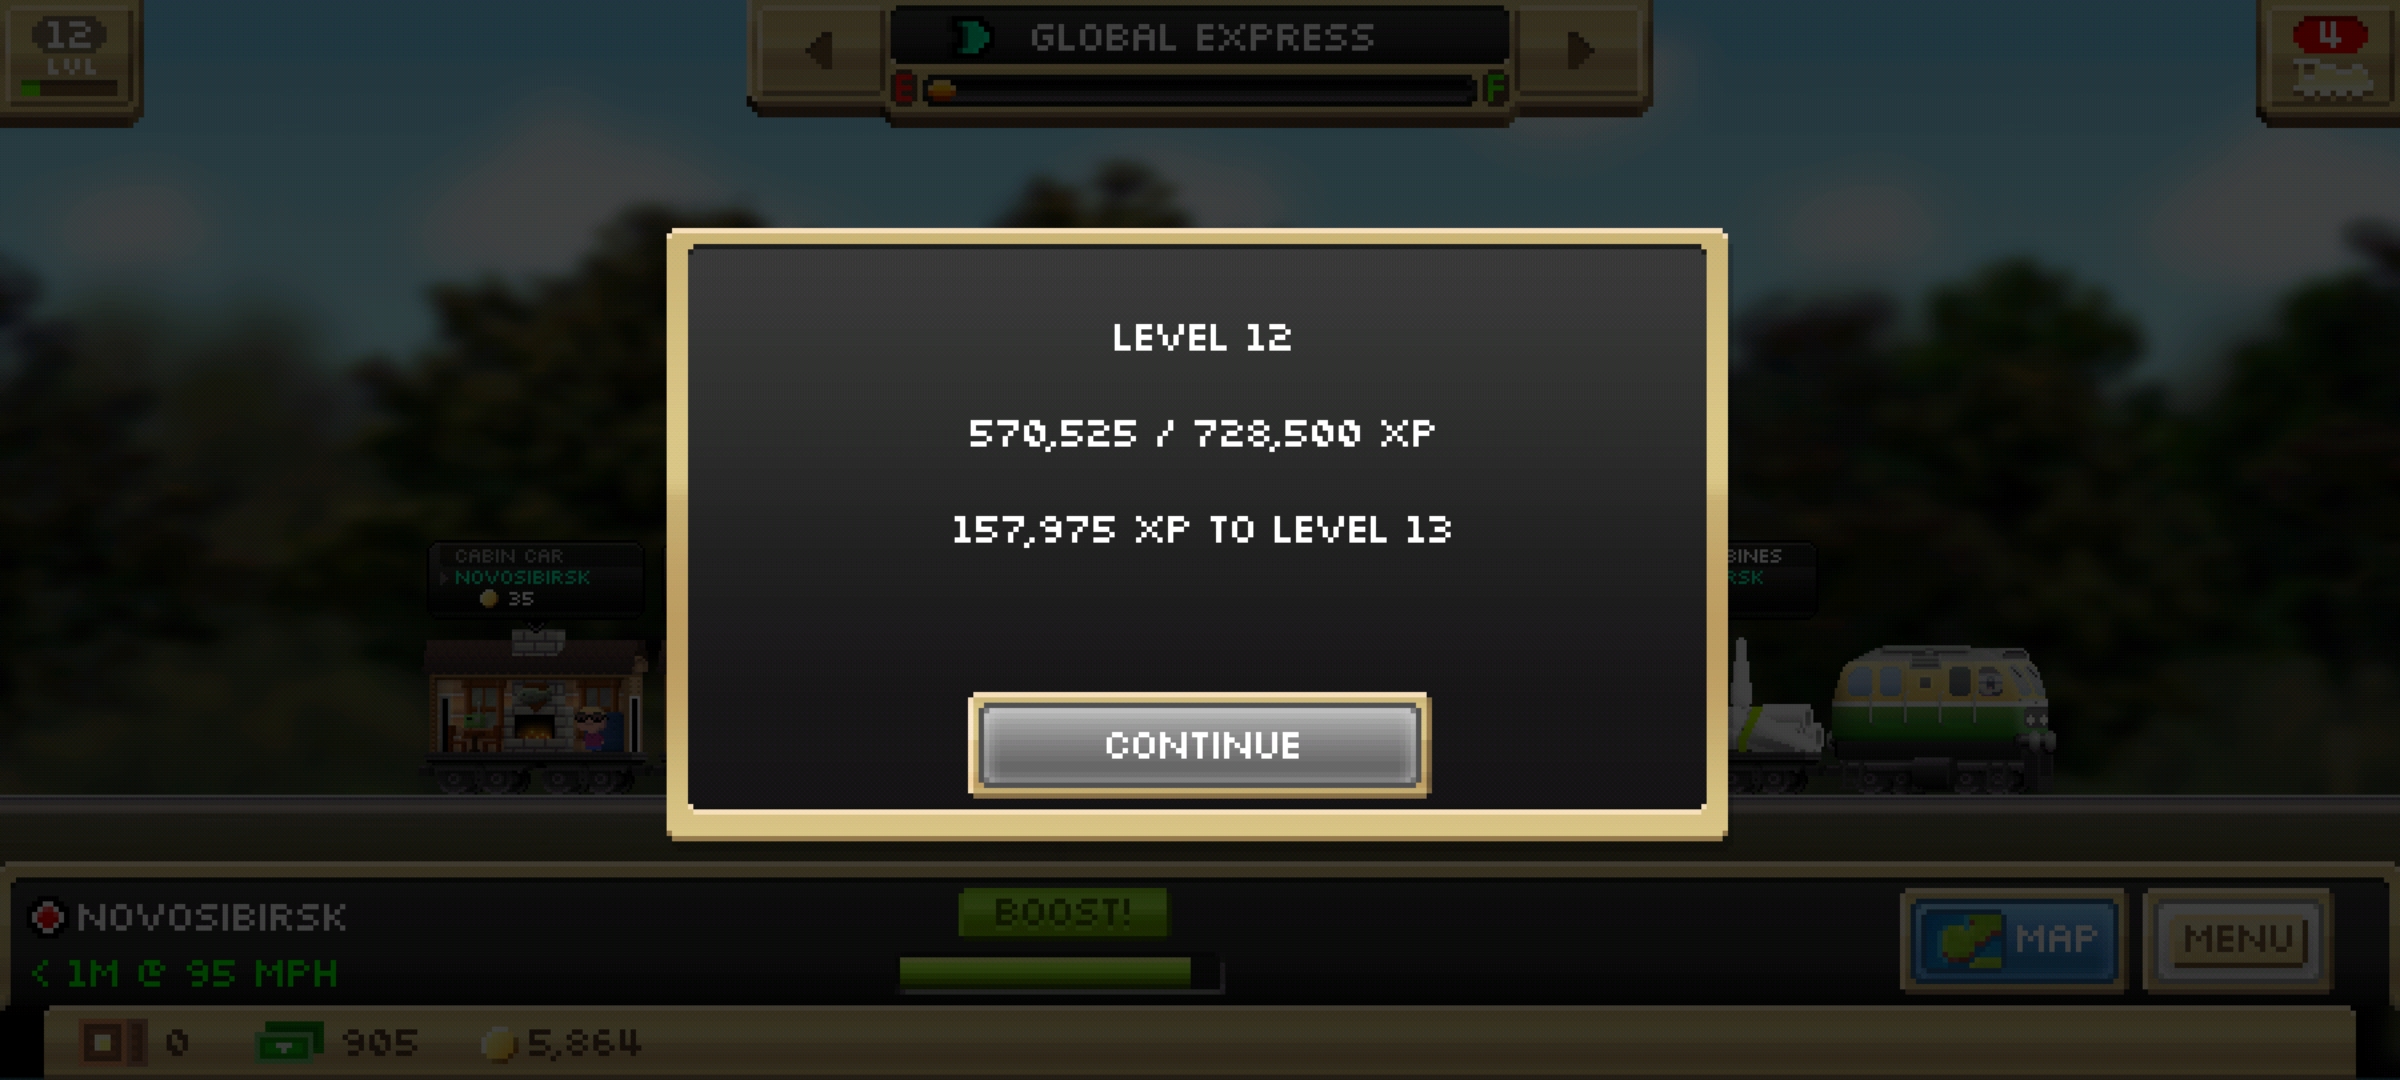 12
LVL
GLOBAL EXPRESS
E
F
4
LEVEL 12
570,525 / 728,500 XP
157,975 XP TO LEVEL 13
CONTINUE
CABIN CAR
NOVOSIBIRSK
35
BINES
RSK
NOVOSIBIRSK
< 1M @ 95 MPH
BOOST!
MAP
MENU
0
905
5,864